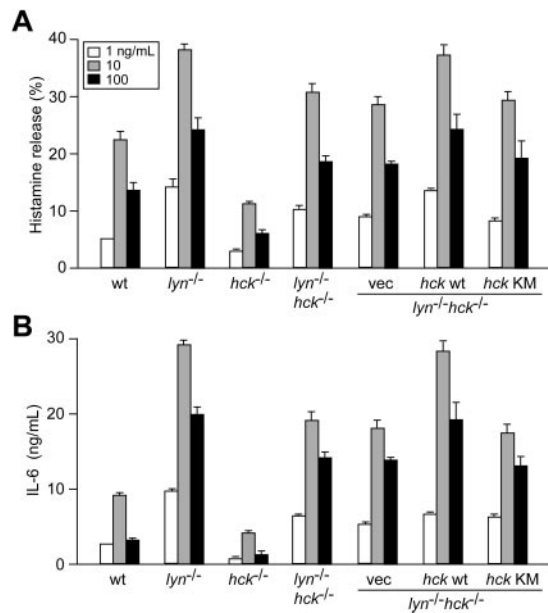 A
Histamine release (%)
40
30
20
10
0
1 ng/mL
10
100
wt
lyn-/-
hck-/-
lyn-/-
hck-/-
vec
hck wt
hck KM
lyn-/-hck-/-
B
IL-6 (ng/mL)
30
20
10
0
wt
lyn-/-
hck-/-
lyn-/-
hck-/-
vec
hck wt
hck KM
lyn-/-hck-/-